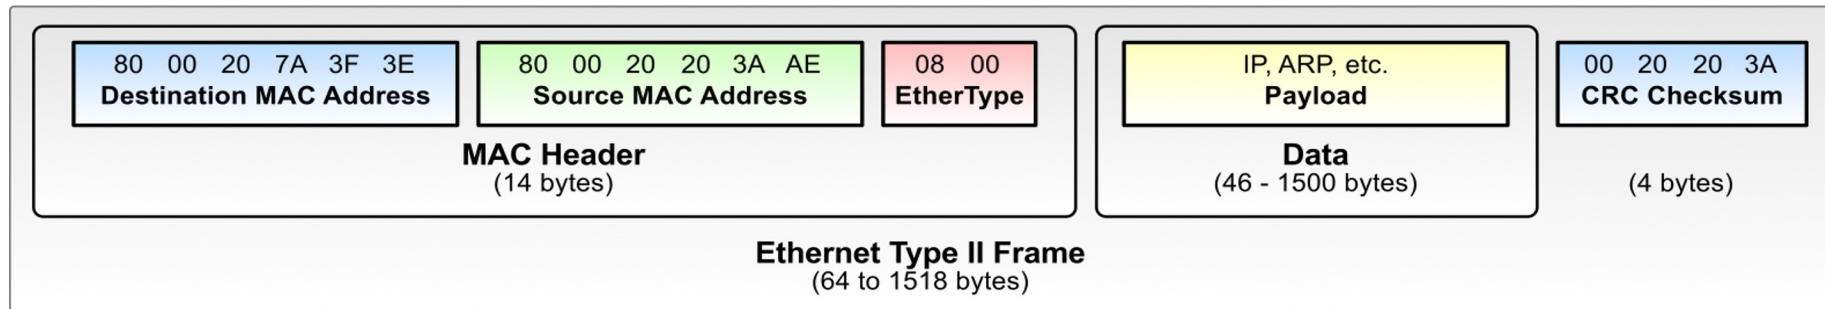 80 00 20 7A 3F 3E
Destination MAC Address
80 00 20 20 3A AE
Source MAC Address
08 00
EtherType
MAC Header
(14 bytes)
IP, ARP, etc.
Payload
Data
(46 - 1500 bytes)
00 20 20 3A
CRC Checksum
(4 bytes)
Ethernet Type II Frame
(64 to 1518 bytes)